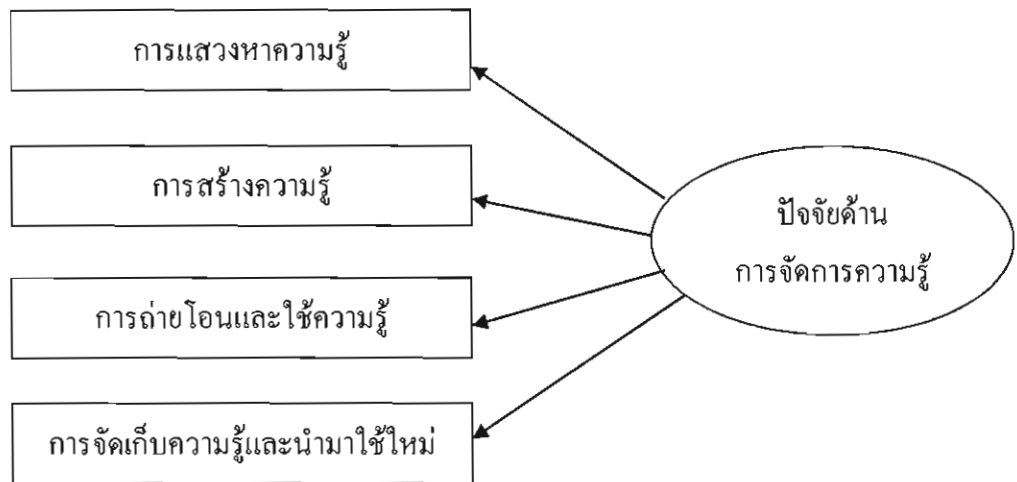 การแสวงหาความรู้
การสร้างความรู้
การถ่ายโอนและใช้ความรู้
การจัดเก็บความรู้และนำมาใช้ใหม่
ปัจจัยด้าน
การจัดการความรู้